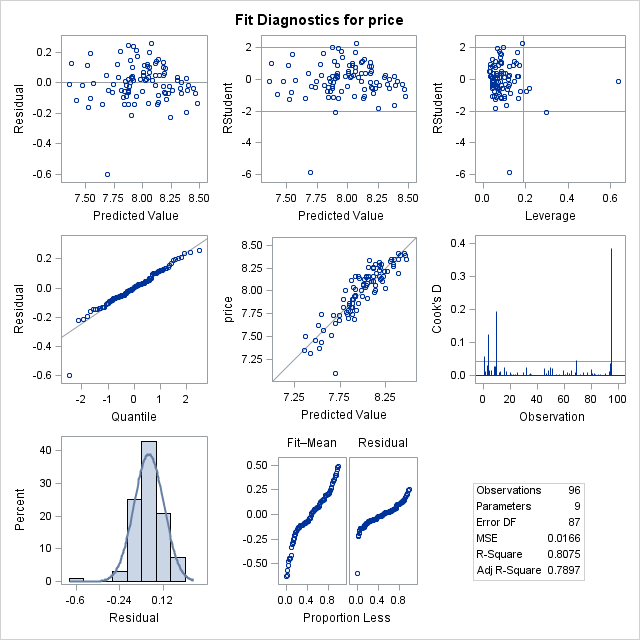 Fit Diagnostics for price
0.2
0.0
-0.2
-0.4
-0.6
Residual
7.50 7.75 8.00 8.25 8.50
Predicted Value
2
0
-2
-4
-6
RStudent
7.50 7.75 8.00 8.25 8.50
Predicted Value
2
0
-2
-4
-6
RStudent
0.0 0.2 0.4 0.6
Leverage
0.2
0.0
-0.2
-0.4
-0.6
Residual
-2 -1 0 1 2
Quantile
8.50
8.25
8.00
7.75
7.50
7.25
price
7.25 7.75 8.25
Predicted Value
0.4
0.3
0.2
0.1
0.0
Cook's D
0 20 40 60 80 100
Observation
40
30
20
10
0
Percent
-0.6 -0.24 0.12
Residual
Fit–Mean Residual
0.50
0.25
0.00
-0.25
-0.50
0.0 0.4 0.8 0.0 0.4 0.8
Proportion Less
Observations 96
Parameters 9
Error DF 87
MSE 0.0166
R-Square 0.8075
Adj R-Square 0.7897